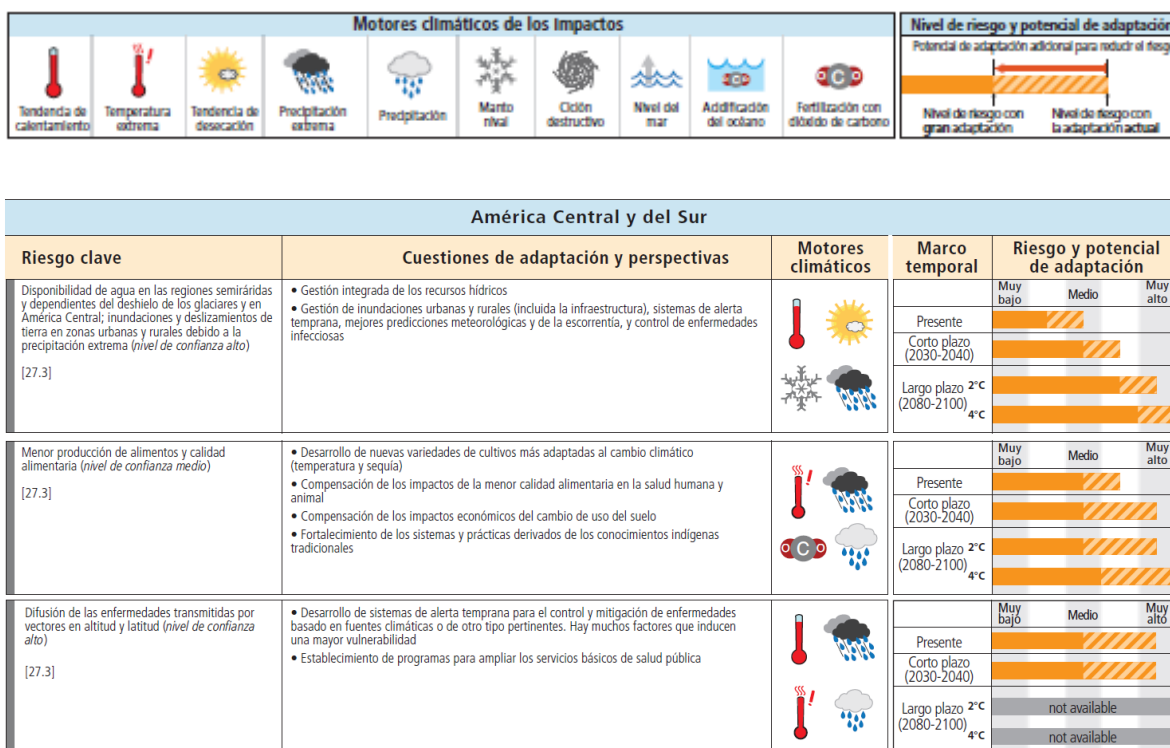 Motores climáticos de los impactos
Tendencia de
calentamiento
Temperatura
extrema
Tendencia de
desecación
Precipitación
extrema
Precipitación
Manto
nival
Ciclón
destructivo
Nivel del
mar
Acidificación
del océano
Fertilización con
dióxido de carbono
O C O
Nivel de riesgo y potencial de adaptación
Potencial de adaptación adicional para reducir el riesgo
Nivel de riesgo con
gran adaptación
Nivel de riesgo con
la adaptación actual
América Central y del Sur
Riesgo clave
Cuestiones de adaptación y perspectivas
Motores
climáticos
Marco
temporal
Riesgo y potencial
de adaptación
Disponibilidad de agua en las regiones semiráridas
y dependientes del deshielo de los glaciares y en
América Central; inundaciones y deslizamientos de
tierra en zonas urbanas y rurales debido a la
precipitación extrema (nivel de confianza alto)
[27.3]
• Gestión integrada de los recursos hídricos
• Gestión de inundaciones urbanas y rurales (incluida la infraestructura), sistemas de alerta
temprana, mejores predicciones meteorológicas y de la escorrentía, y control de enfermedades
infecciosas
Muy
bajo
Medio
Muy
alto
Presente
Corto plazo
(2030-2040)
Largo plazo 2°C
(2080-2100)
4°C
Menor producción de alimentos y calidad
alimentaria (nivel de confianza medio)
[27.3]
• Desarrollo de nuevas variedades de cultivos más adaptadas al cambio climático
(temperatura y sequía)
• Compensación de los impactos de la menor calidad alimentaria en la salud humana y
animal
• Compensación de los impactos económicos del cambio de uso del suelo
• Fortalecimiento de los sistemas y prácticas derivados de los conocimientos indígenas
tradicionales
O C O
Muy
bajo
Medio
Muy
alto
Presente
Corto plazo
(2030-2040)
Largo plazo 2°C
(2080-2100)
4°C
Difusión de las enfermedades transmitidas por
vectores en altitud y latitud (nivel de confianza
alto)
[27.3]
• Desarrollo de sistemas de alerta temprana para el control y mitigación de enfermedades
basado en fuentes climáticas o de otro tipo pertinentes. Hay muchos factores que inducen
una mayor vulnerabilidad
• Establecimiento de programas para ampliar los servicios básicos de salud pública
Muy
bajo
Medio
Muy
alto
Presente
Corto plazo
(2030-2040)
Largo plazo 2°C
(2080-2100)
4°C
not available
not available